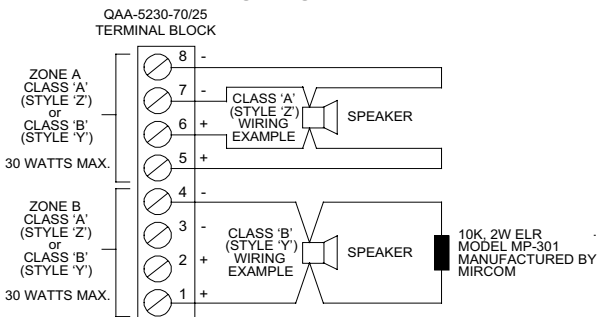 QAA-5230-70/25
TERMINAL BLOCK
ZONE A
CLASS ‘A’
(STYLE ‘Z’)
or
CLASS ‘B’
(STYLE ‘Y’)
30 WATTS MAX.
8 -
7 -
6 +
5 +
CLASS ‘A’
(STYLE ‘Z’)
WIRING
EXAMPLE
SPEAKER
ZONE B
CLASS ‘A’
(STYLE ‘Z’)
or
CLASS ‘B’
(STYLE ‘Y’)
30 WATTS MAX.
4 -
3 -
2 +
1 +
CLASS ‘B’
(STYLE ‘Y’)
WIRING
EXAMPLE
SPEAKER
10K, 2W ELR
MODEL MP-301
MANUFACTURED BY
MIRCOM